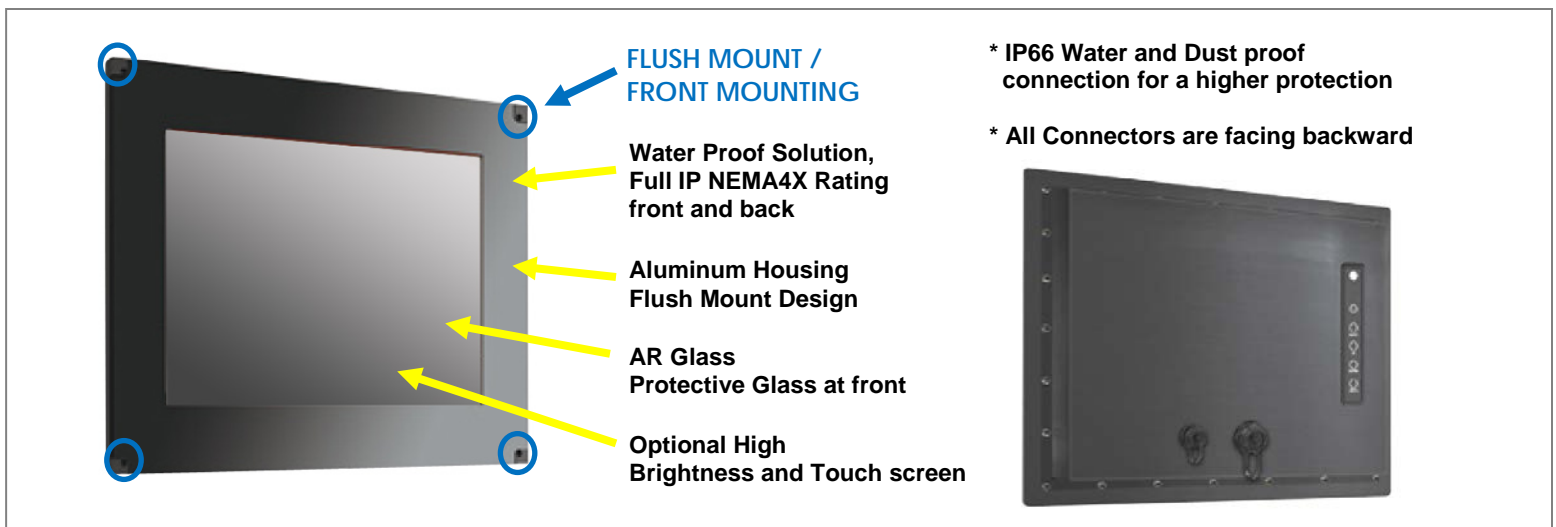 FLUSH MOUNT /
FRONT MOUNTING
Water Proof Solution,
Full IP NEMA4X Rating
front and back
Aluminum Housing
Flush Mount Design
AR Glass
Protective Glass at front
Optional High
Brightness and Touch screen
* IP66 Water and Dust proof
connection for a higher protection
* All Connectors are facing backward